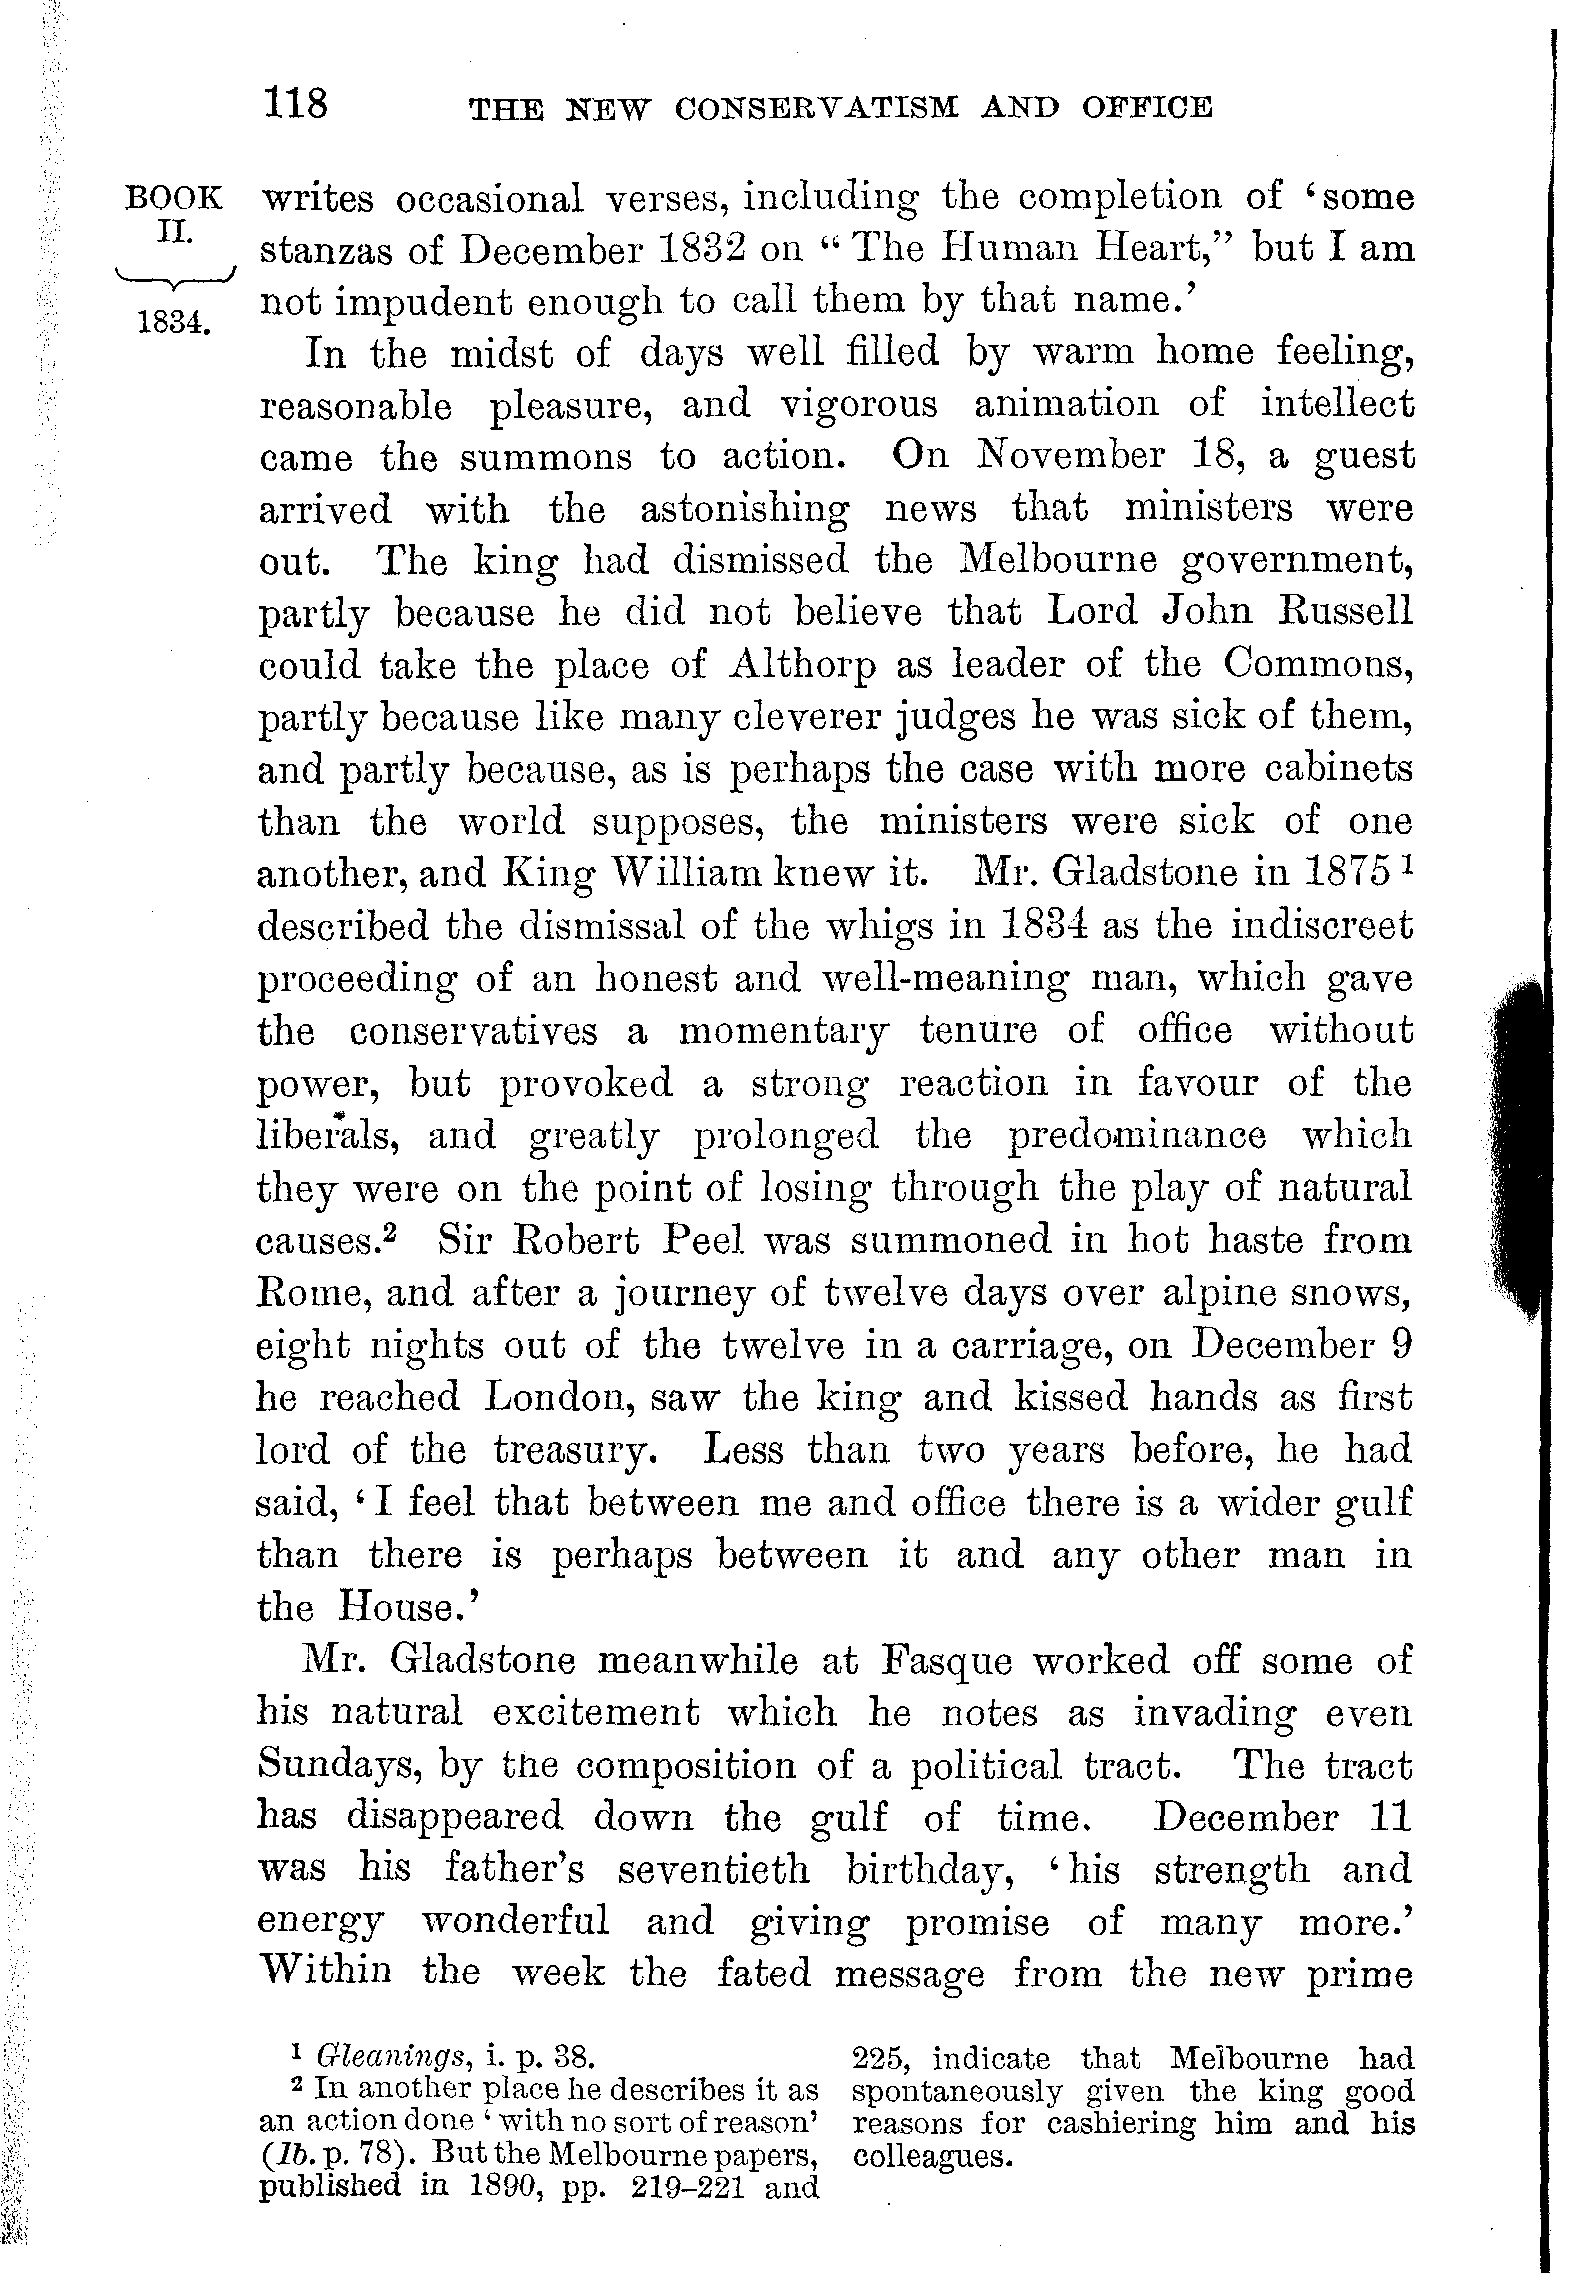 118 THE NEW CONSERVATISM AND OFFICE
BOOK
II.
1834.
writes occasional verses, including the completion of ‘some
stanzas of December 1832 on “The Human Heart,” but I am
not impudent enough to call them by that name.’
In the midst of days well filled by warm home feeling,
reasonable pleasure, and vigorous animation of intellect
came the summons to action. On November 18, a guest
arrived with the astonishing news that ministers were
out. The king had dismissed the Melbourne government,
partly because he did not believe that Lord John Russell
could take the place of Althorp as leader of the Commons,
partly because like many cleverer judges he was sick of them,
and partly because, as is perhaps the case with more cabinets
than the world supposes, the ministers were sick of one
another, and King William knew it. Mr. Gladstone in 1875¹
described the dismissal of the whigs in 1834 as the indiscreet
proceeding of an honest and well-meaning man, which gave
the conservatives a momentary tenure of office without
power, but provoked a strong reaction in favour of the
liberals, and greatly prolonged the predominance which
they were on the point of losing through the play of natural
causes.² Sir Robert Peel was summoned in hot haste from
Rome, and after a journey of twelve days over alpine snows,
eight nights out of the twelve in a carriage, on December 9
he reached London, saw the king and kissed hands as first
lord of the treasury. Less than two years before, he had
said, ‘I feel that between me and office there is a wider gulf
than there is perhaps between it and any other man in
the House.’
Mr. Gladstone meanwhile at Fasque worked off some of
his natural excitement which he notes as invading even
Sundays, by the composition of a political tract. The tract
has disappeared down the gulf of time. December 11
was his father’s seventieth birthday, ‘his strength and
energy wonderful and giving promise of many more.’
Within the week the fated message from the new prime
¹ Gleanings, i. p. 38.
² In another place he describes it as
an action done ‘with no sort of reason’
(Ib. p. 78). But the Melbourne papers,
published in 1890, pp. 219–221 and
225, indicate that Melbourne had
spontaneously given the king good
reasons for cashiering him and his
colleagues.